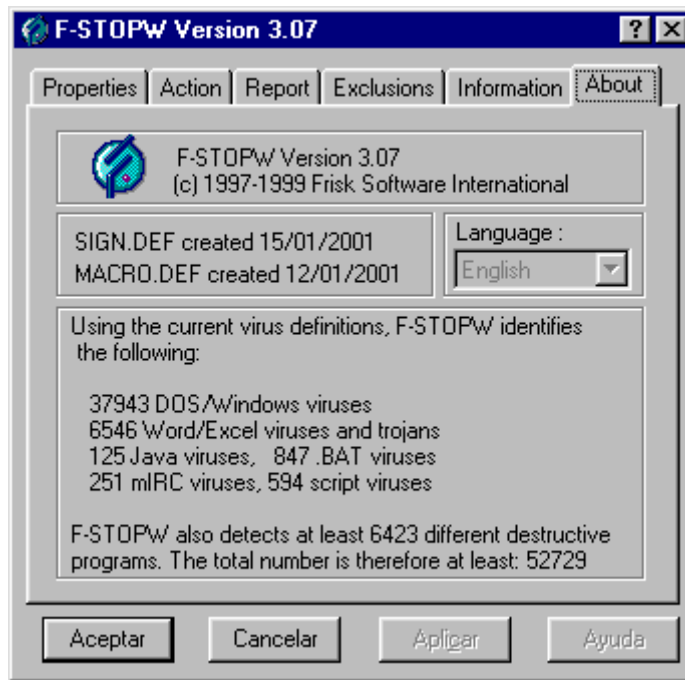 F-STOPW Version 3.07
Properties Action Report Exclusions Information About
F-STOPW Version 3.07
(c) 1997-1999 Frisk Software International
SIGN.DEF created 15/01/2001
MACRO.DEF created 12/01/2001
Language :
English
Using the current virus definitions, F-STOPW identifies
the following:
37943 DOS/Windows viruses
6546 Word/Excel viruses and trojans
125 Java viruses, 847 .BAT viruses
251 mIRC viruses, 594 script viruses
F-STOPW also detects at least 6423 different destructive
programs. The total number is therefore at least: 52729
Aceptar Cancelar Aplicar Ayuda